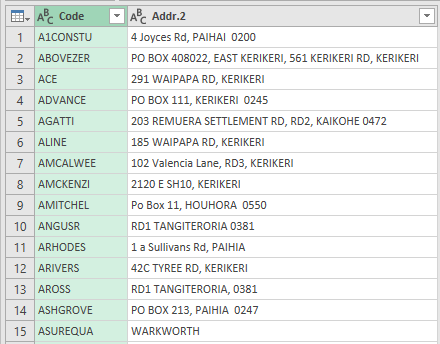 ABC Code ABC Addr.2
1 A1CONSTU 4 Joyces Rd, PAIHAI  0200
2 ABOVEZER PO BOX 408022, EAST KERIKERI, 561 KERIKERI RD, KERIKERI
3 ACE 291 WAIPAPA RD, KERIKERI
4 ADVANCE PO BOX 111, KERIKERI  0245
5 AGATTI 203 REMUERA SETTLEMENT RD, RD2, KAIKOHE 0472
6 ALINE 185 WAIPAPA RD, KERIKERI
7 AMCALWEE 102 Valencia Lane, RD3, KERIKERI
8 AMCKENZI 2120 E SH10, KERIKERI
9 AMITCHEL Po Box 11, HOUHORA  0550
10 ANGUSR RD1 TANGITERORIA 0381
11 ARHODES 1 a Sullivans Rd, PAIHIA
12 ARIVERS 42C TYREE RD, KERIKERI
13 AROSS RD1 TANGITERORIA, 0381
14 ASHGROVE PO BOX 213, PAIHIA  0247
15 ASUREQUA WARKWORTH